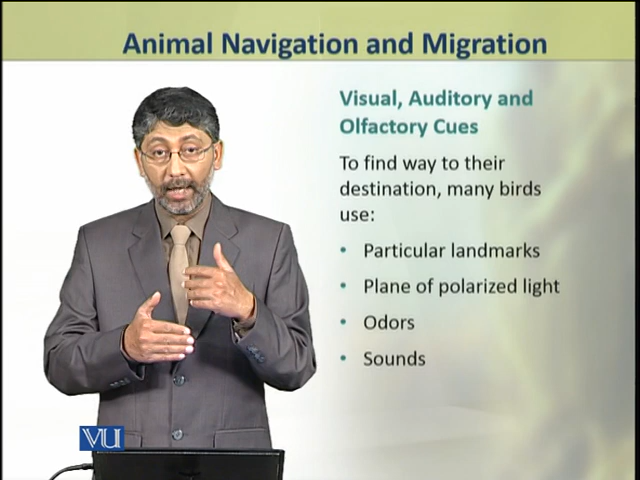 Animal Navigation and Migration
Visual, Auditory and
Olfactory Cues
To find way to their
destination, many birds
use:
• Particular landmarks
• Plane of polarized light
• Odors
• Sounds
VU